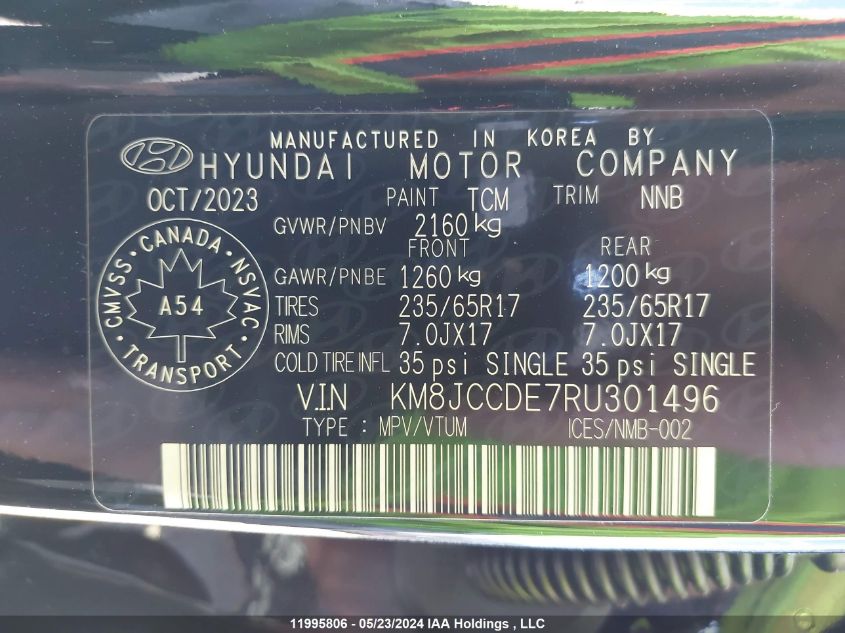 MANUFACTURED IN KOREA BY
HYUNDAI MOTOR COMPANY
OCT/2023 PAINT TCM TRIM NNB
GVWR/PNBV 2160 kg
FRONT REAR
GAWR/PNBE 1260 kg 1200 kg
TIRES 235/65R17 235/65R17
RIMS 7.0JX17 7.0JX17
COLD TIRE INFL 35 psi SINGLE 35 psi SINGLE
V.I.N KM8JCCDE7RU301496
TYPE : MPV/VTUM ICES/NMB-002
CMVSS · CANADA · NSVAC · TRANSPORT ·
A54
11995806 - 05/23/2024 IAA Holdings , LLC